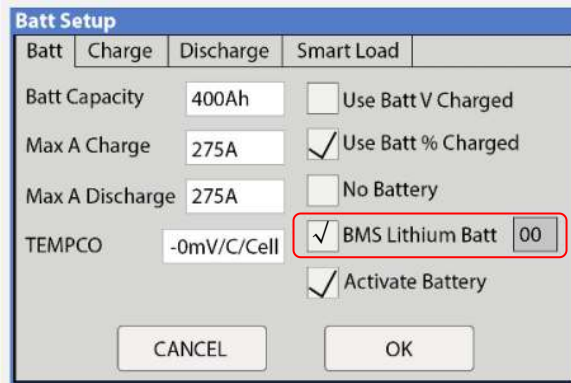 Batt Setup
Batt Charge Discharge Smart Load
Batt Capacity 400Ah Use Batt V Charged
Max A Charge 275A Use Batt % Charged
Max A Discharge 275A No Battery
TEMPCO -0mV/C/Cell BMS Lithium Batt 00
Activate Battery
CANCEL OK